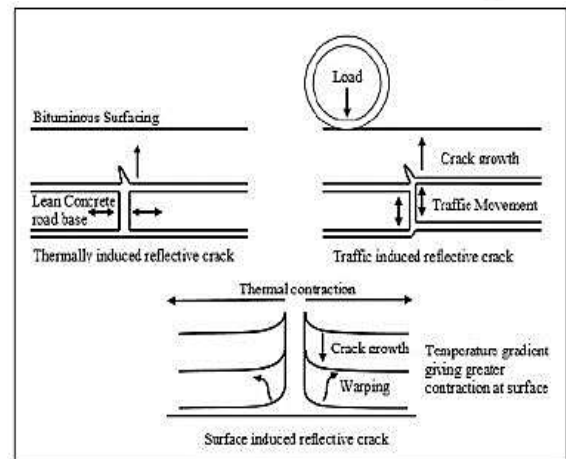 Load
Bituminous Surfacing
Crack growth
Lean Concrete
road base
Traffic Movement
Thermally induced reflective crack
Traffic induced reflective crack
Thermal contraction
Crack growth
Warping
Temperature gradient
giving greater
contraction at surface
Surface induced reflective crack